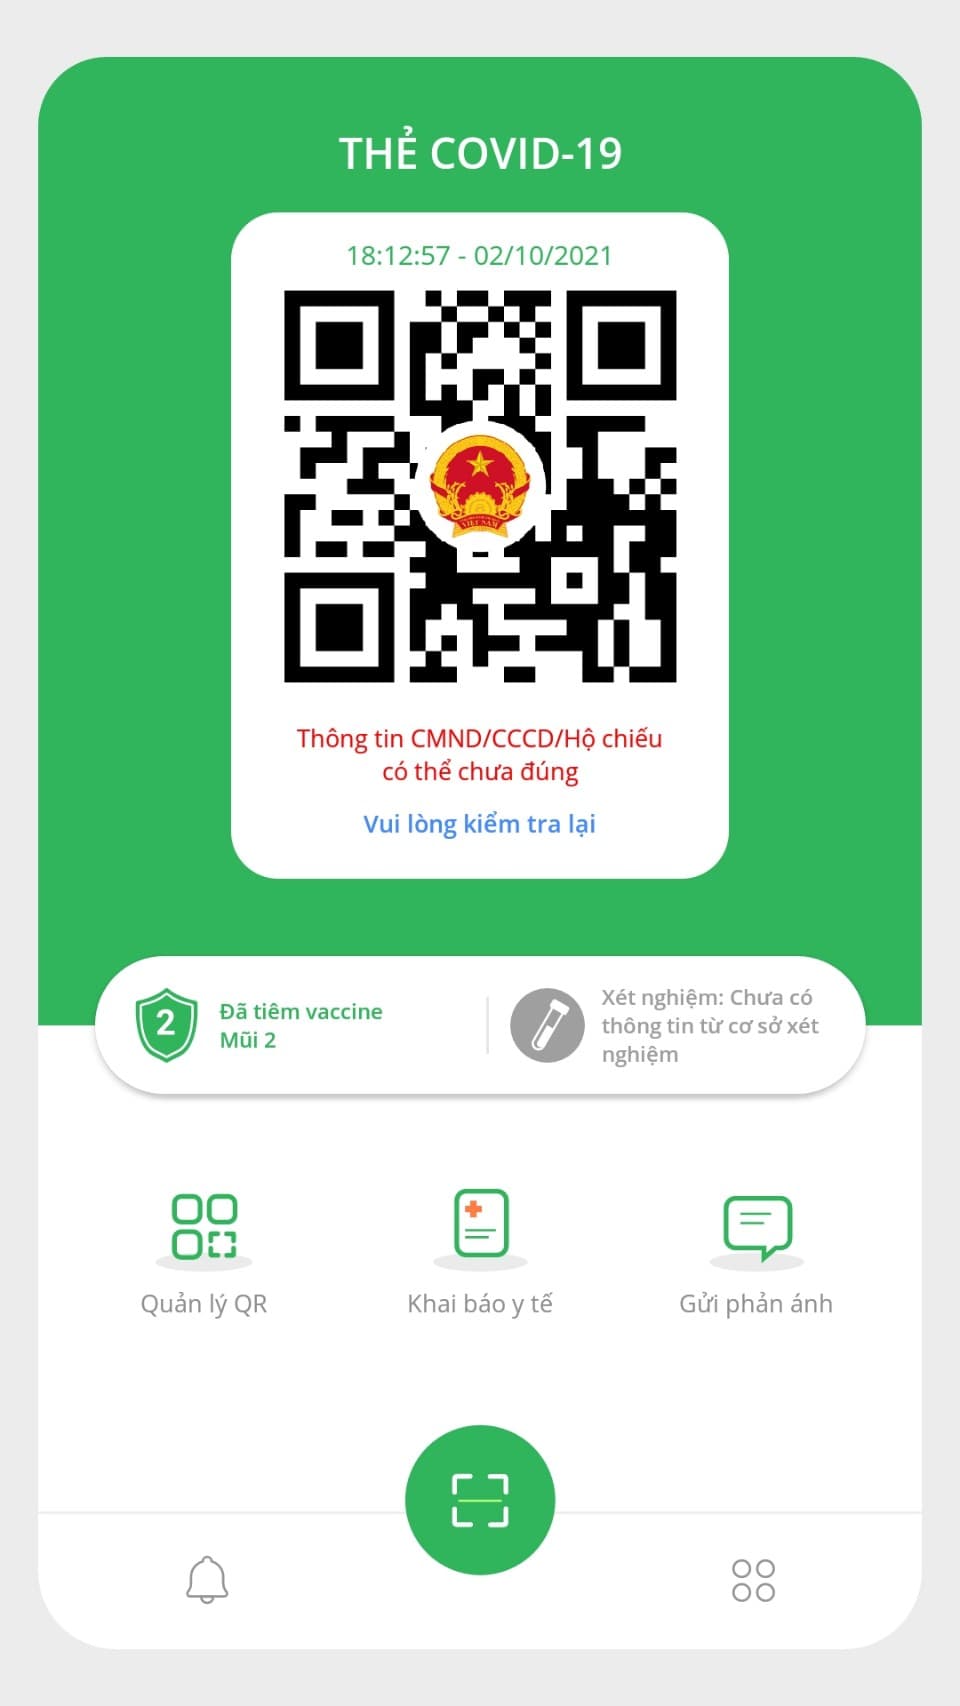 THẺ COVID-19
18:12:57 - 02/10/2021
VIỆT NAM
Thông tin CMND/CCCD/Hộ chiếu
có thể chưa đúng
Vui lòng kiểm tra lại
2
Đã tiêm vaccine
Mũi 2
Xét nghiệm: Chưa có
thông tin từ cơ sở xét
nghiệm
Quản lý QR
Khai báo y tế
Gửi phản ánh